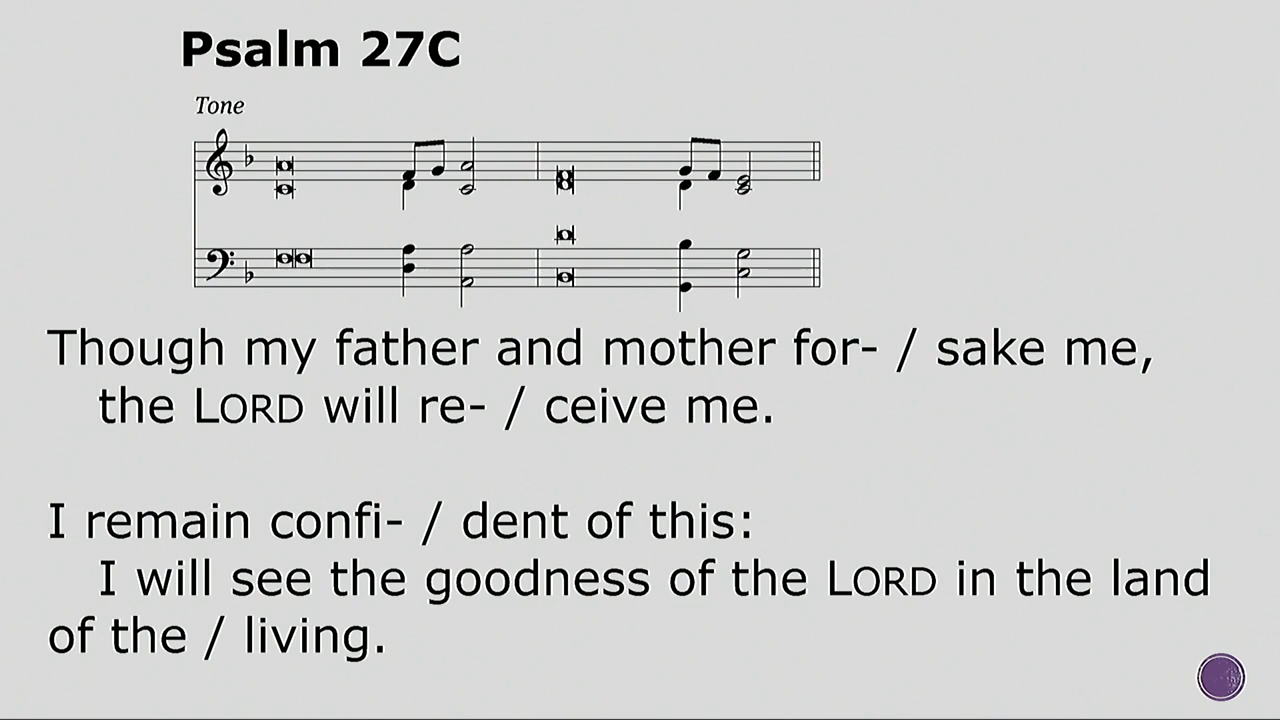 Psalm 27C
Tone
Though my father and mother for- / sake me,
the LORD will re- / ceive me.
I remain confi- / dent of this:
I will see the goodness of the LORD in the land
of the / living.